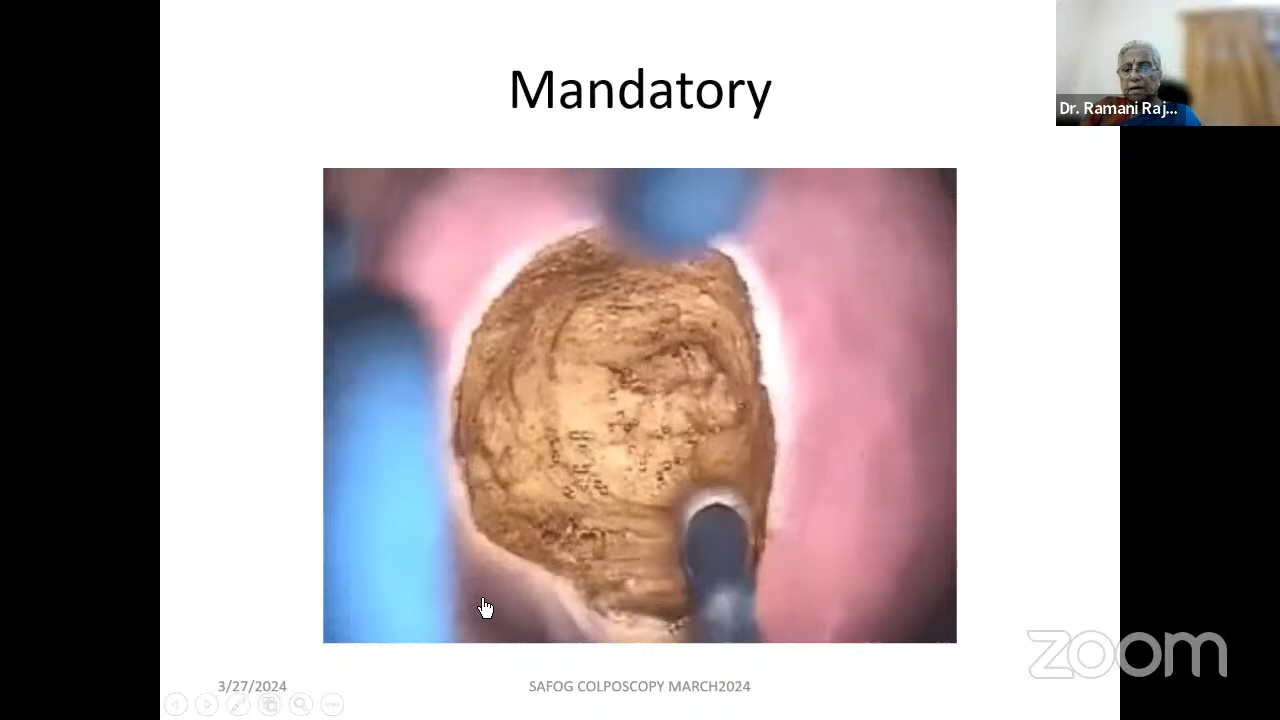 Mandatory
Dr. Ramani Raj...
zoom
3/27/2024
SAFOG COLPOSCOPY MARCH2024